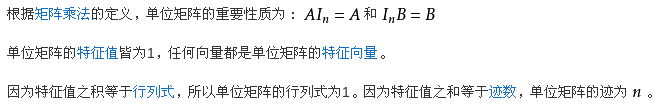 根据矩阵乘法的定义,单位矩阵的重要性质为:AIₙ = A 和 IₙB = B
单位矩阵的特征值皆为1,任何向量都是单位矩阵的特征向量。
因为特征值之积等于行列式,所以单位矩阵的行列式为1。因为特征值之和等于迹数,单位矩阵的迹为 n 。